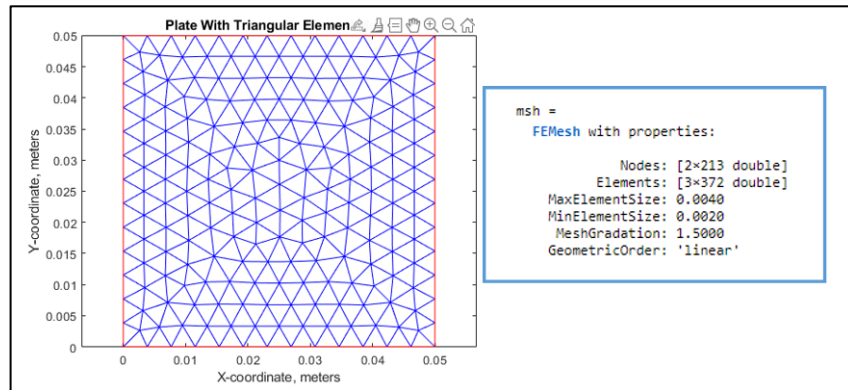 Plate With Triangular Elemen
0.05
0.045
0.04
0.035
0.03
0.025
0.02
0.015
0.01
0.005
0
Y-coordinate, meters
0
0.01
0.02
0.03
0.04
0.05
X-coordinate, meters
msh =
FEMesh with properties:
Nodes: [2×213 double]
Elements: [3×372 double]
MaxElementSize: 0.0040
MinElementSize: 0.0020
MeshGradation: 1.5000
GeometricOrder: 'linear'